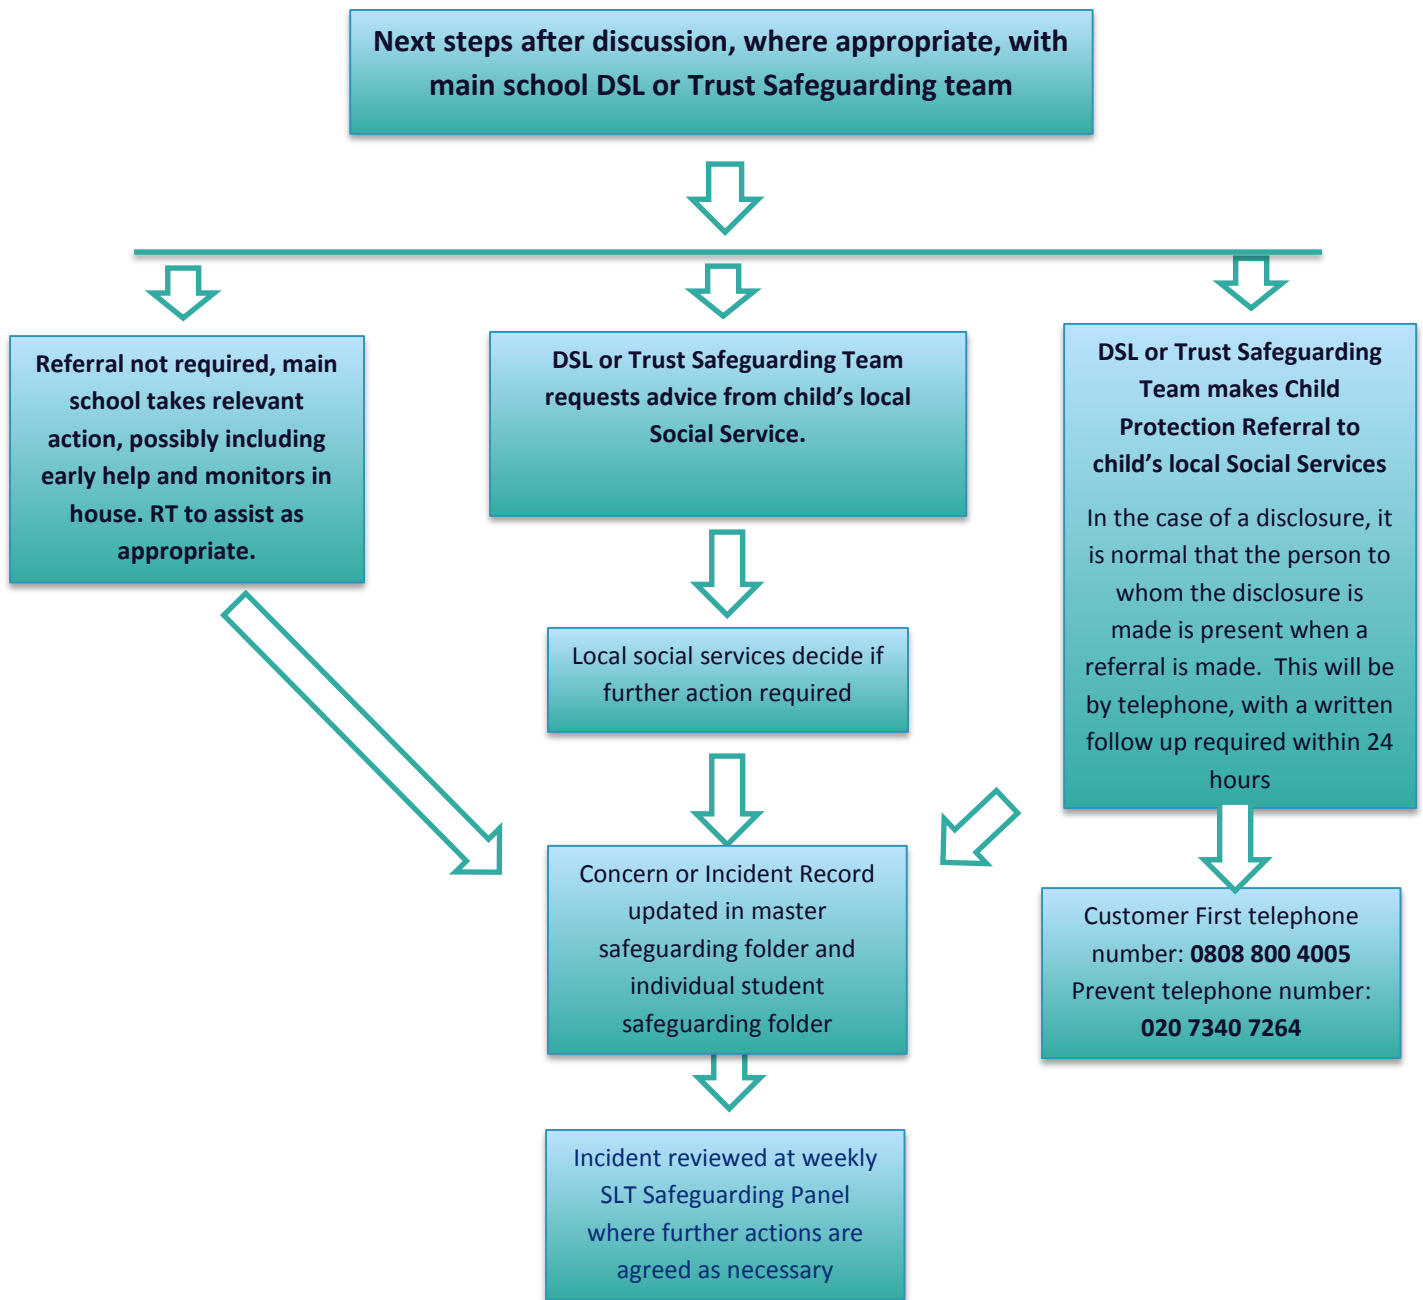 Next steps after discussion, where appropriate, with
main school DSL or Trust Safeguarding team
Referral not required, main
school takes relevant
action, possibly including
early help and monitors in
house. RT to assist as
appropriate.
DSL or Trust Safeguarding Team
requests advice from child’s local
Social Service.
DSL or Trust Safeguarding
Team makes Child
Protection Referral to
child’s local Social Services
In the case of a disclosure, it
is normal that the person to
whom the disclosure is
made is present when a
referral is made.  This will be
by telephone, with a written
follow up required within 24
hours
Local social services decide if
further action required
Concern or Incident Record
updated in master
safeguarding folder and
individual student
safeguarding folder
Customer First telephone
number: 0808 800 4005
Prevent telephone number:
020 7340 7264
Incident reviewed at weekly
SLT Safeguarding Panel
where further actions are
agreed as necessary